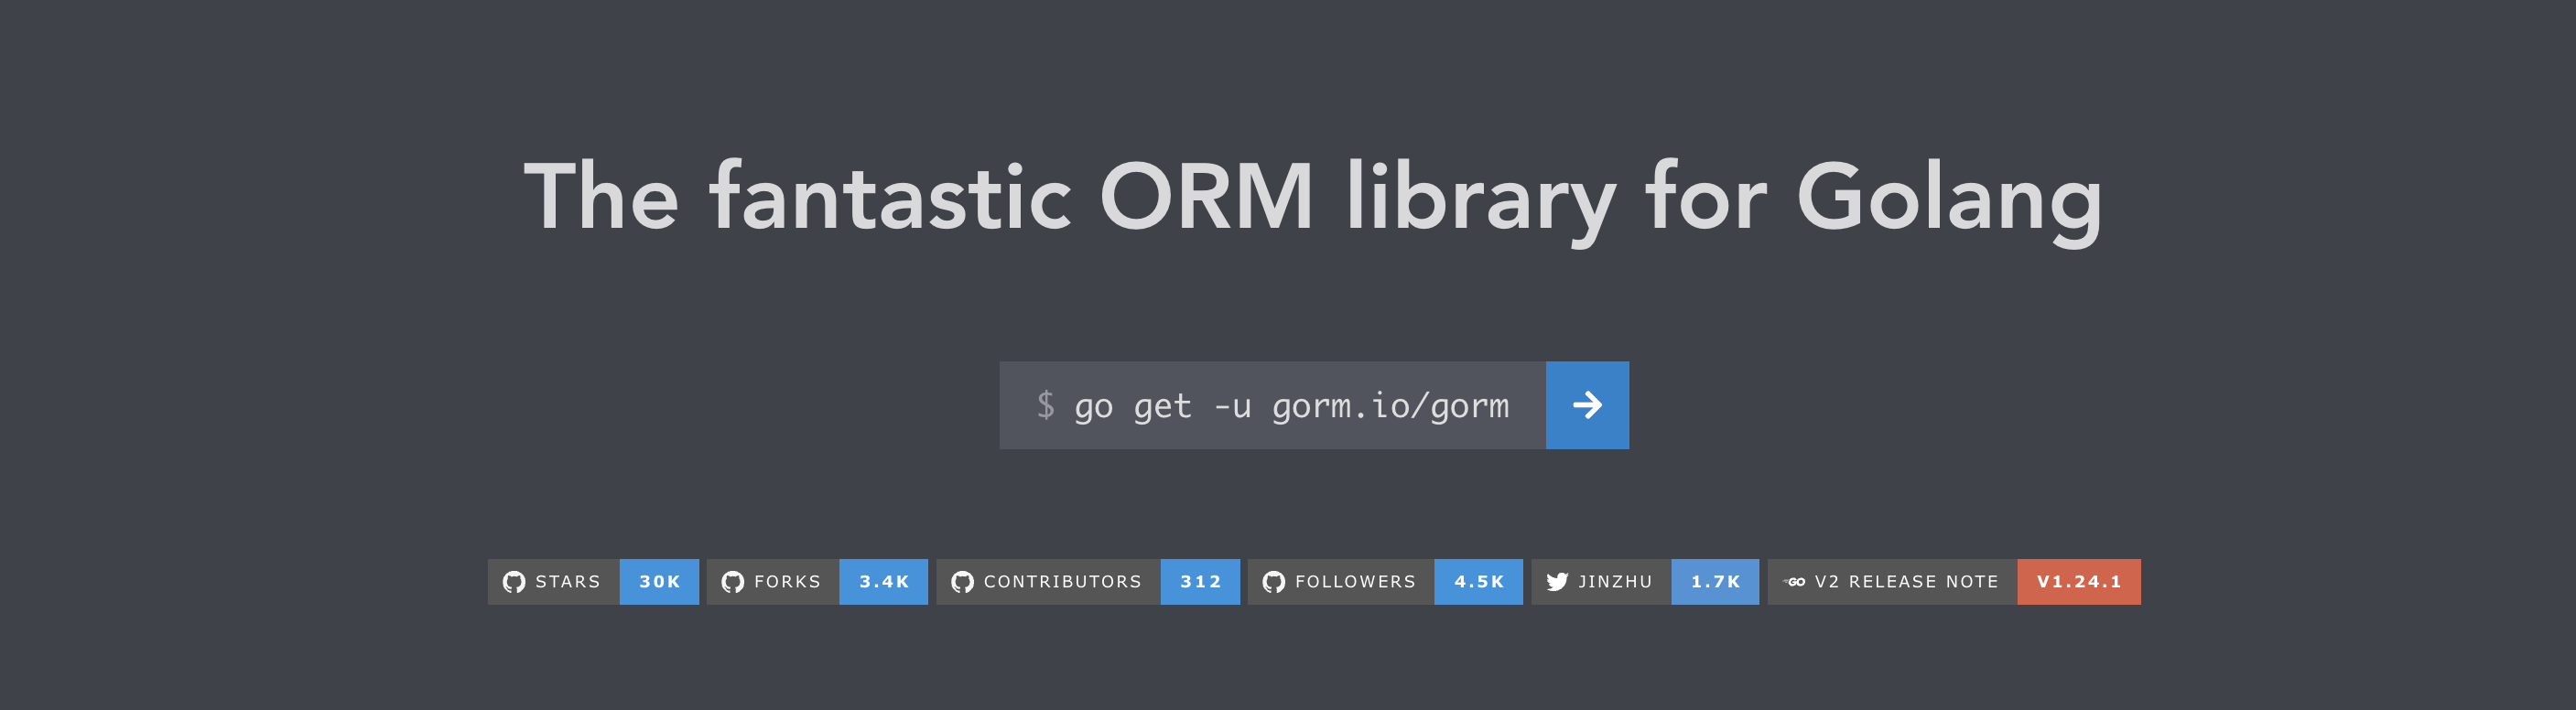 The fantastic ORM library for Golang
$ go get -u gorm.io/gorm
STARS 30K FORKS 3.4K CONTRIBUTORS 312 FOLLOWERS 4.5K JINZHU 1.7K GO V2 RELEASE NOTE V1.24.1